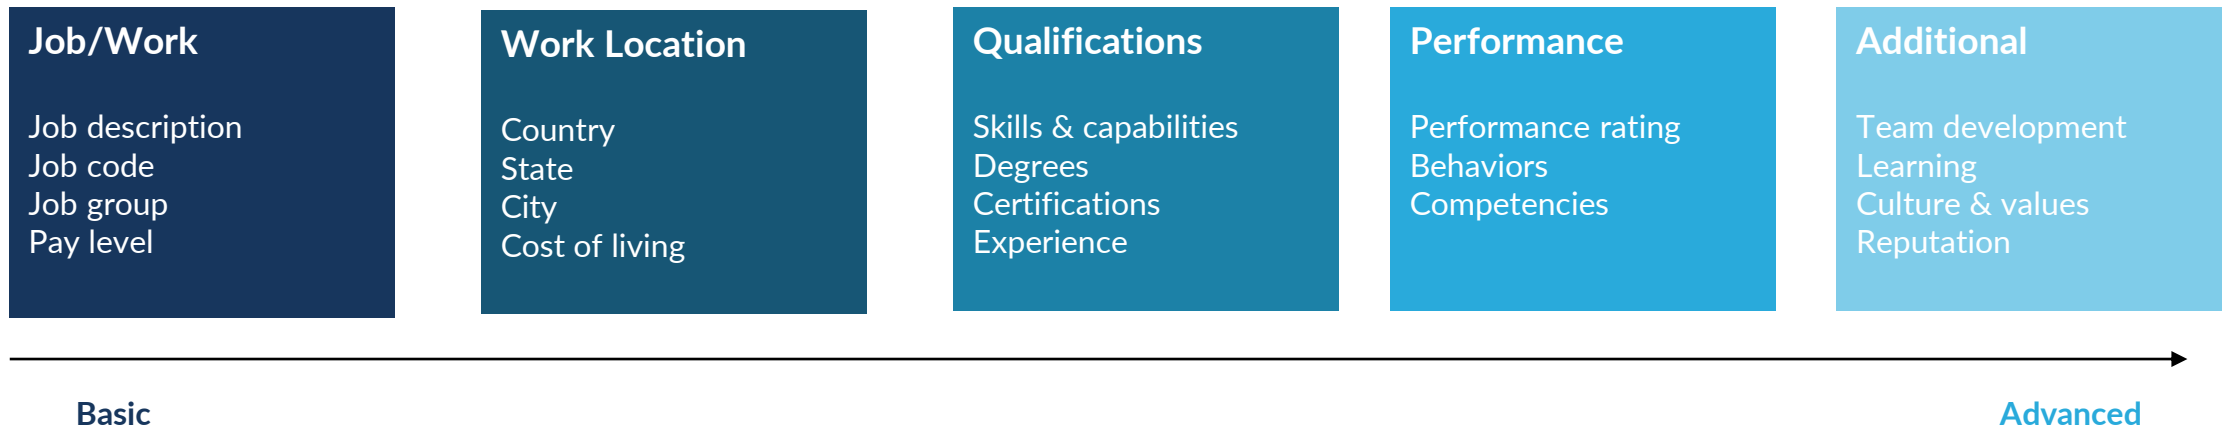 Job/Work
Job description
Job code
Job group
Pay level
Work Location
Country
State
City
Cost of living
Qualifications
Skills & capabilities
Degrees
Certifications
Experience
Performance
Performance rating
Behaviors
Competencies
Additional
Team development
Learning
Culture & values
Reputation
Basic
Advanced